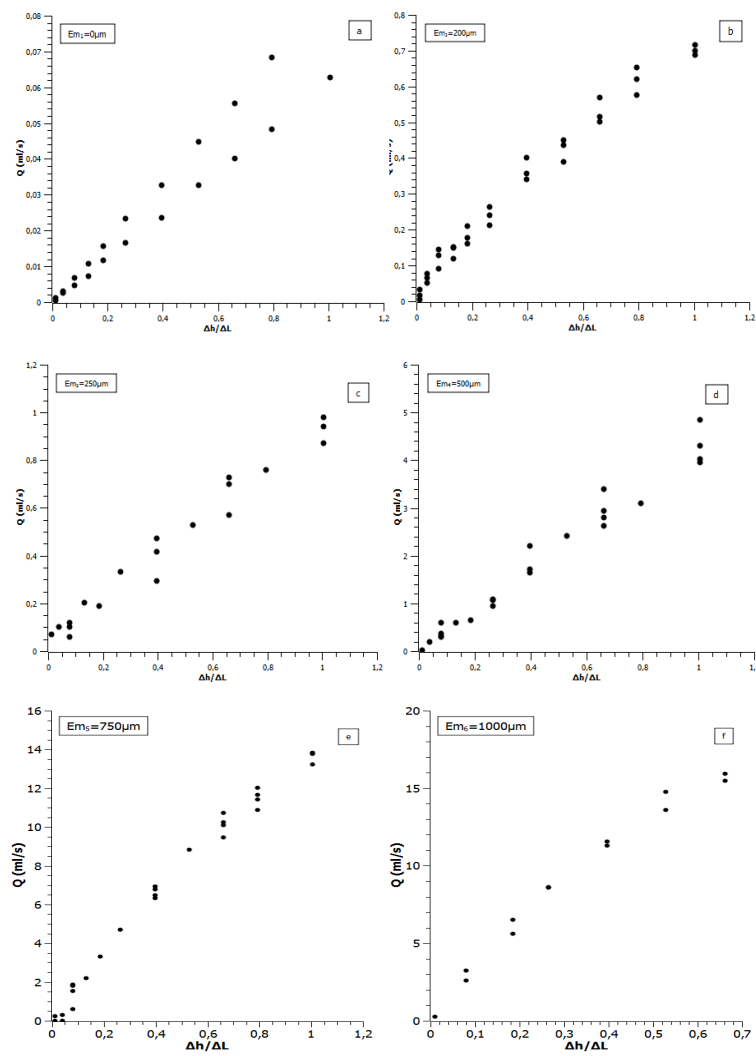 0,08
Em₁=0µm
a
0,07
0,06
0,05
Q (ml/s)
0,04
0,03
0,02
0,01
0
0 0,2 0,4 0,6 0,8 1 1,2
Δh/ΔL
0,8
Em₂=200µm
b
0,7
0,6
0,5
Q (ml/s)
0,4
0,3
0,2
0,1
0
0 0,2 0,4 0,6 0,8 1 1,2
Δh/ΔL
1,2
Em₃=250µm
c
1
0,8
Q (ml/s)
0,6
0,4
0,2
0
0 0,2 0,4 0,6 0,8 1 1,2
Δh/ΔL
6
Em₄=500µm
d
5
4
Q (ml/s)
3
2
1
0
0 0,2 0,4 0,6 0,8 1 1,2
Δh/ΔL
16
Em₅=750µm
e
14
12
10
Q (ml/s)
8
6
4
2
0
0 0,2 0,4 0,6 0,8 1 1,2
Δh/ΔL
20
Em₆=1000µm
f
15
Q (ml/s)
10
5
0
0 0,1 0,2 0,3 0,4 0,5 0,6 0,7
Δh/ΔL